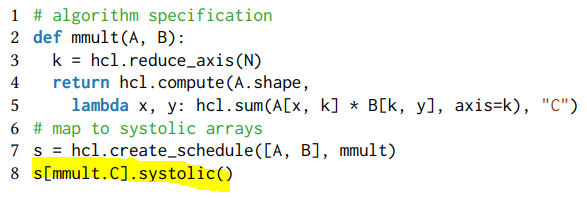 1 # algorithm specification
2 def mmult(A, B):
3   k = hcl.reduce_axis(N)
4   return hcl.compute(A.shape,
5     lambda x, y: hcl.sum(A[x, k] * B[k, y], axis=k), "C")
6 # map to systolic arrays
7 s = hcl.create_schedule([A, B], mmult)
8 s[mmult.C].systolic()